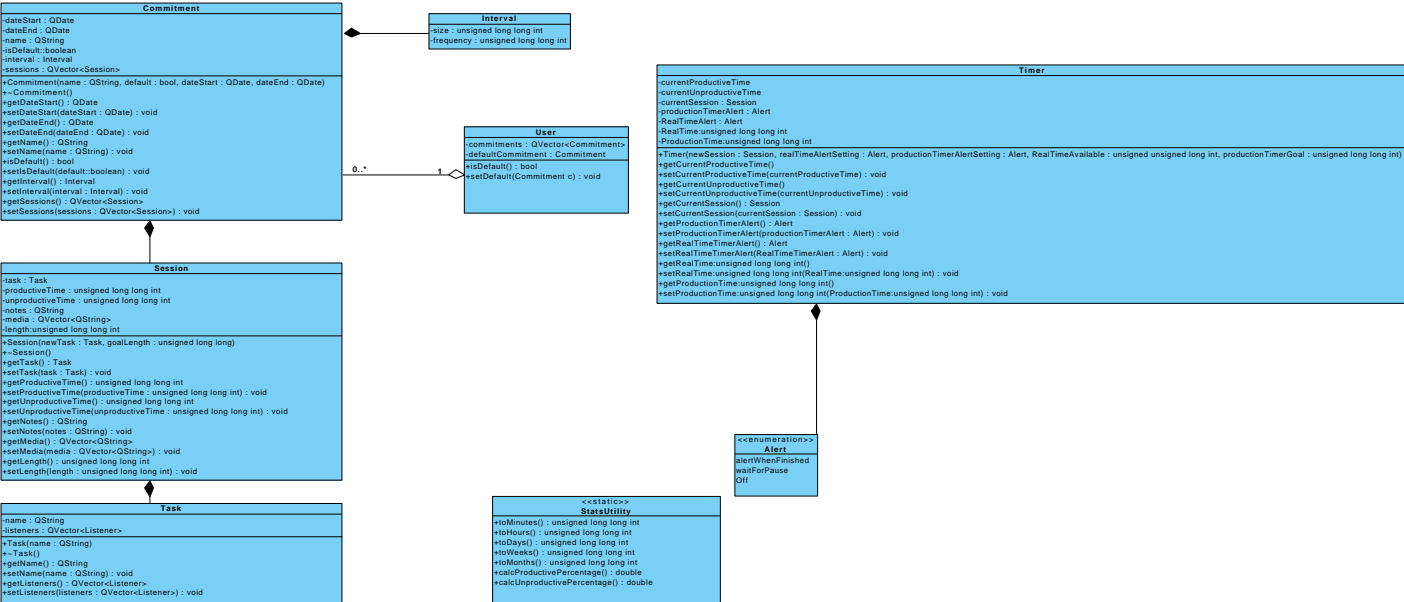 Commitment
-dateStart : QDate
-dateEnd : QDate
-name : QString
-isDefault::boolean
-interval : Interval
-sessions : QVector<Session>
+Commitment(name : QString, default : bool, dateStart : QDate, dateEnd : QDate)
+~Commitment()
+getDateStart() : QDate
+setDateStart(dateStart : QDate) : void
+getDateEnd() : QDate
+setDateEnd(dateEnd : QDate) : void
+getName() : QString
+setName(name : QString) : void
+isDefault() : bool
+setIsDefault(default::boolean) : void
+getInterval() : Interval
+setInterval(interval : Interval) : void
+getSessions() : QVector<Session>
+setSessions(sessions : QVector<Session>) : void
Interval
-size : unsigned long long int
-frequency : unsigned long long int
0..*
1
User
-commitments : QVector<Commitment>
-defaultCommitment : Commitment
+isDefault() : bool
+setDefault(Commitment c) : void
Timer
-currentProductiveTime
-currentUnproductiveTime
-currentSession : Session
-productionTimerAlert : Alert
-RealTimeAlert : Alert
-RealTime:unsigned long long int
-ProductionTime:unsigned long int
+Timer(newSession : Session, realTimeAlertSetting : Alert, productionTimerAlertSetting : Alert, RealTimeAvailable : unsigned unsigned long int, productionTimerGoal : unsigned long int)
+getCurrentProductiveTime()
+setCurrentProductiveTime(currentProductiveTime) : void
+getCurrentUnproductiveTime()
+setCurrentUnproductiveTime(currentUnproductiveTime) : void
+getCurrentSession() : Session
+setCurrentSession(currentSession : Session) : void
+getProductionTimerAlert() : Alert
+setProductionTimerAlert(productionTimerAlert : Alert) : void
+getRealTimeTimerAlert() : Alert
+setRealTimeTimerAlert(RealTimeTimerAlert : Alert) : void
+getRealTime:unsigned long long int()
+setRealTime:unsigned long long int(RealTime:unsigned long long int) : void
+getProductionTime:unsigned long long int()
+setProductionTime:unsigned long long int(ProductionTime:unsigned long long int) : void
Session
-task : Task
-productiveTime : unsigned long long int
-unproductiveTime : unsigned long long int
-notes : QString
-media : QVector<QString>
-length:unsigned long long int
+Session(newTask : Task, goalLength : unsigned long long)
+~Session()
+getTask() : Task
+setTask(task : Task) : void
+getProductiveTime() : unsigned long long int
+setProductiveTime(productiveTime : unsigned long long int) : void
+getUnproductiveTime() : unsigned long long int
+setUnproductiveTime(unproductiveTime : unsigned long long int) : void
+getNotes() : QString
+setNotes(notes : QString) : void
+getMedia() : QVector<QString>
+setMedia(media : QVector<QString>) : void
+getLength() : unsigned long long int
+setLength(length : unsigned long long int) : void
<<enumeration>>
Alert
alertWhenFinished
waitForPause
Off
Task
-name : QString
-listeners : QVector<Listener>
+Task(name : QString)
+~Task()
+getName() : QString
+setName(name : QString) : void
+getListeners() : QVector<Listener>
+setListeners(listeners : QVector<Listener>) : void
<<static>>
StatsUtility
+toMinutes() : unsigned long long int
+toHours() : unsigned long long int
+toDays() : unsigned long long int
+toWeeks() : unsigned long long int
+toMonths() : unsigned long long int
+calcProductivePercentage() : double
+calcUnproductivePercentage() : double